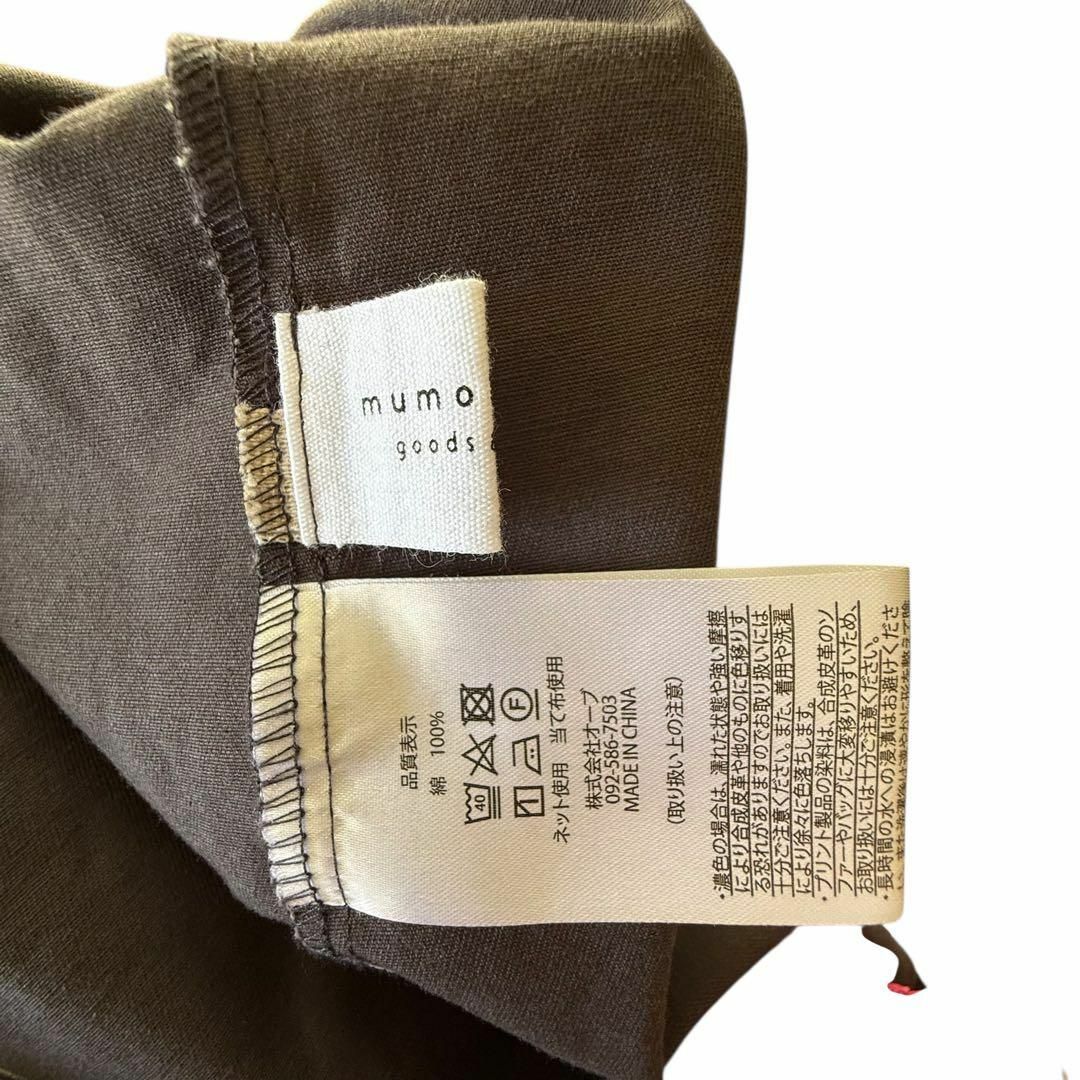 mumo
goods
品質表示
綿 100%
40
F
ネット使用 当て布使用
株式会社オーブ
092-586-7503
MADE IN CHINA
(取り扱い上の注意)
・濃色の場合は、濡れた状態や強い摩擦
により合成皮革や他のものに色移りす
る恐れがありますのでお取り扱いには
十分ご注意ください。また、着用や洗濯
により徐々に色落ちします。
・プリント製品の染料は、合成皮革のソ
ファーやバッグに大変移りやすいため、
お取り扱いには十分ご注意ください。
・長時間の水への浸漬はお避けくださ